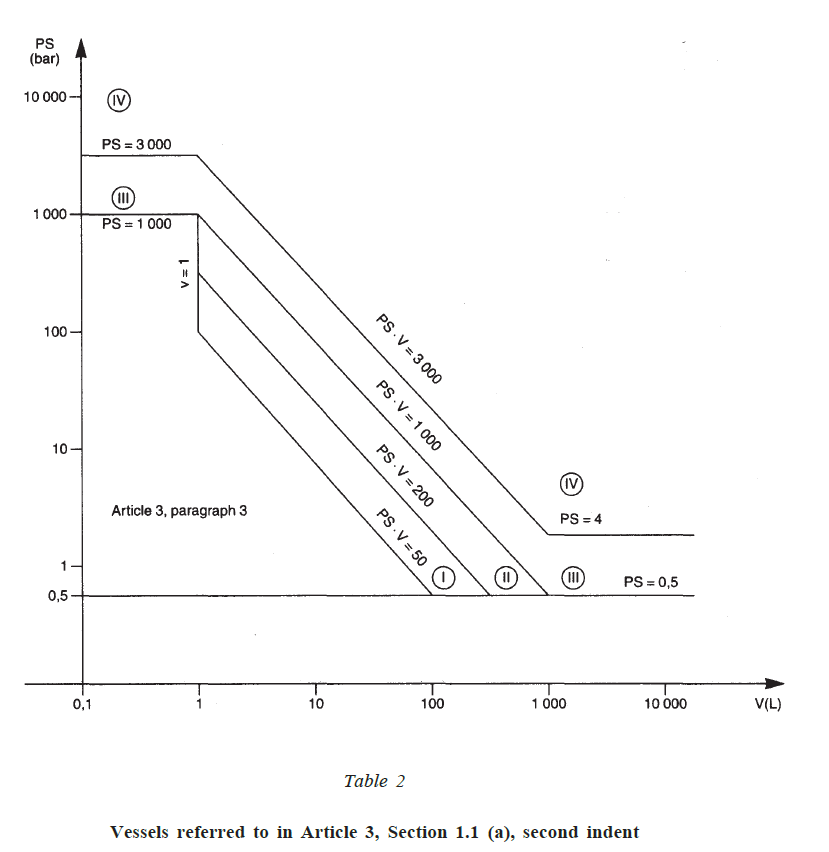 PS
(bar)
10 000
IV
PS = 3 000
III
1 000
PS = 1 000
v = 1
100
PS · V = 3 000
PS · V = 1 000
10
PS · V = 200
IV
Article 3, paragraph 3
PS = 4
PS · V = 50
1
I
II
III
PS = 0,5
0,5
0,1
1
10
100
1 000
10 000
V(L)
Table 2
Vessels referred to in Article 3, Section 1.1 (a), second indent